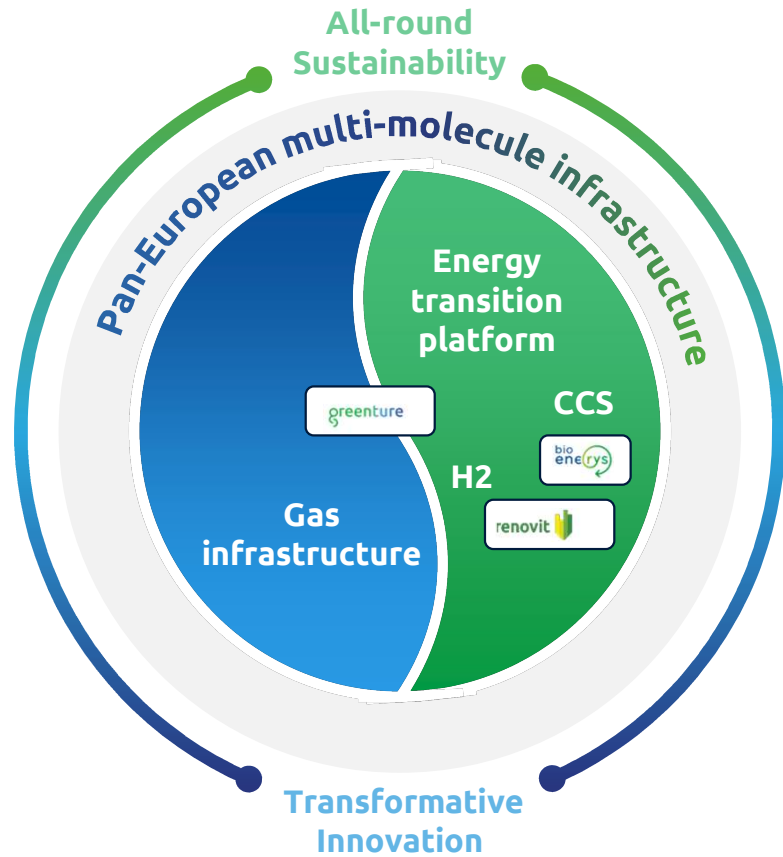 All-round
Sustainability
Pan-European multi-molecule infrastructure
Energy
transition
platform
greenture
CCS
bio
enerys
H2
renovit
Gas
infrastructure
Transformative
Innovation